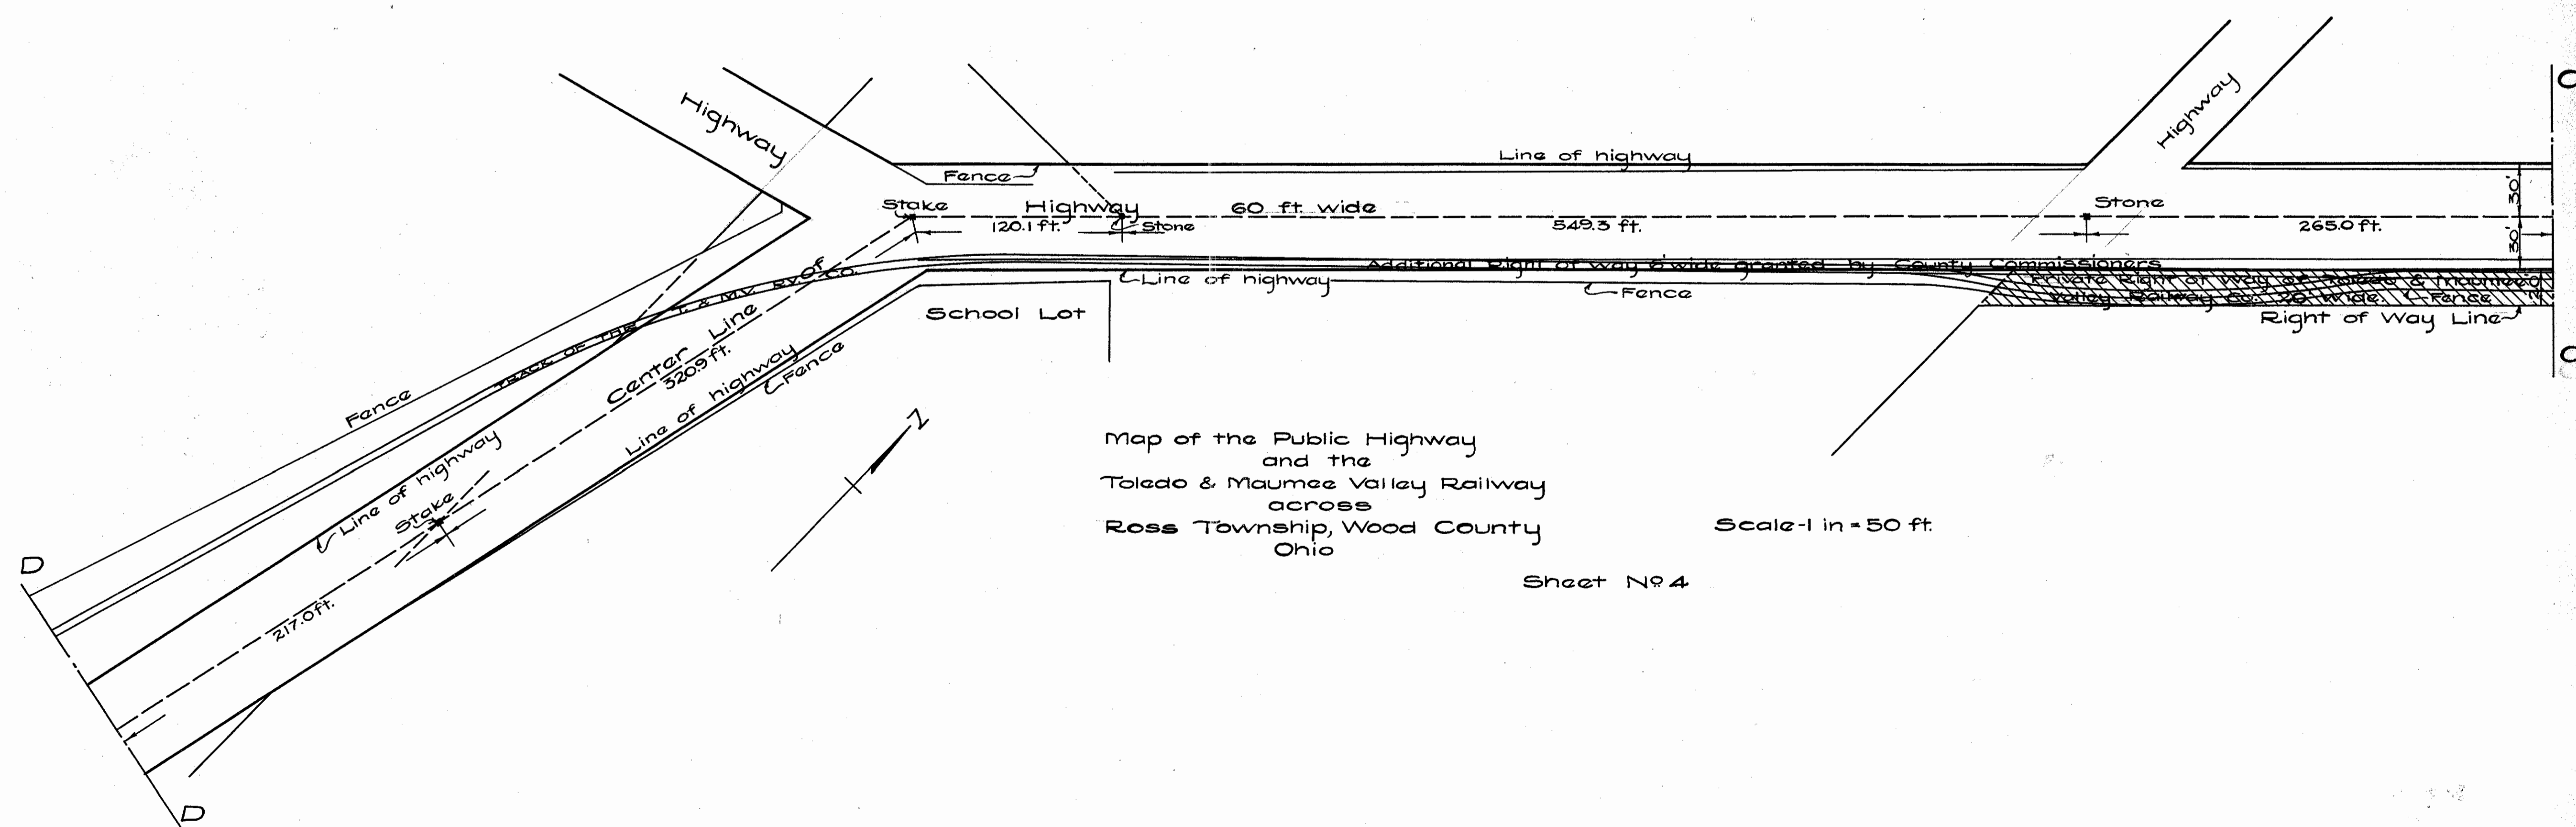 Highway
Highway
C
Line of highway
Fence
Stake
Highway
60 ft. wide
Stone
30'
120.1 ft.
Stone
549.3 ft.
265.0 ft.
30'
Additional Right of way 6' wide granted by County Commissioners
Line of highway
Fence
Private Right of Way of Toledo & Maumee
Valley Railway Co. 20' Wide.
Fence
Right of Way Line
School Lot
C
TRACK OF THE T. & M.V. RY. CO.
Center Line of
320.9 ft.
Line of highway
Fence
Fence
Line of highway
Stake
N
D
217.0 ft.
D
Map of the Public Highway
and the
Toledo & Maumee Valley Railway
across
Ross Township, Wood County
Ohio
Scale-1 in = 50 ft.
Sheet No 4